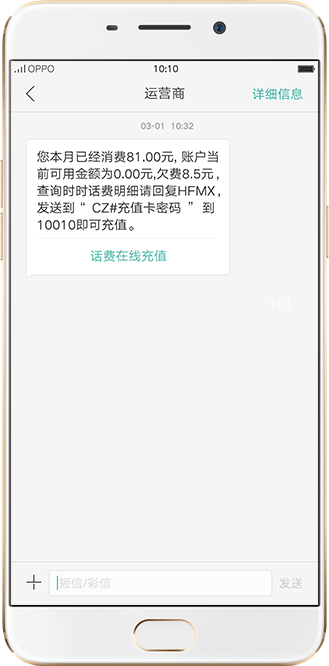 OPPO 10:10
运营商 详细信息
03-01 10:32
您本月已经消费81.00元, 账户当
前可用金额为0.00元,欠费8.5元，
查询时时话费明细请回复HFMX，
发送到“ CZ#充值卡密码 ” 到
10010即可充值。
话费在线充值
101
短信/彩信 发送